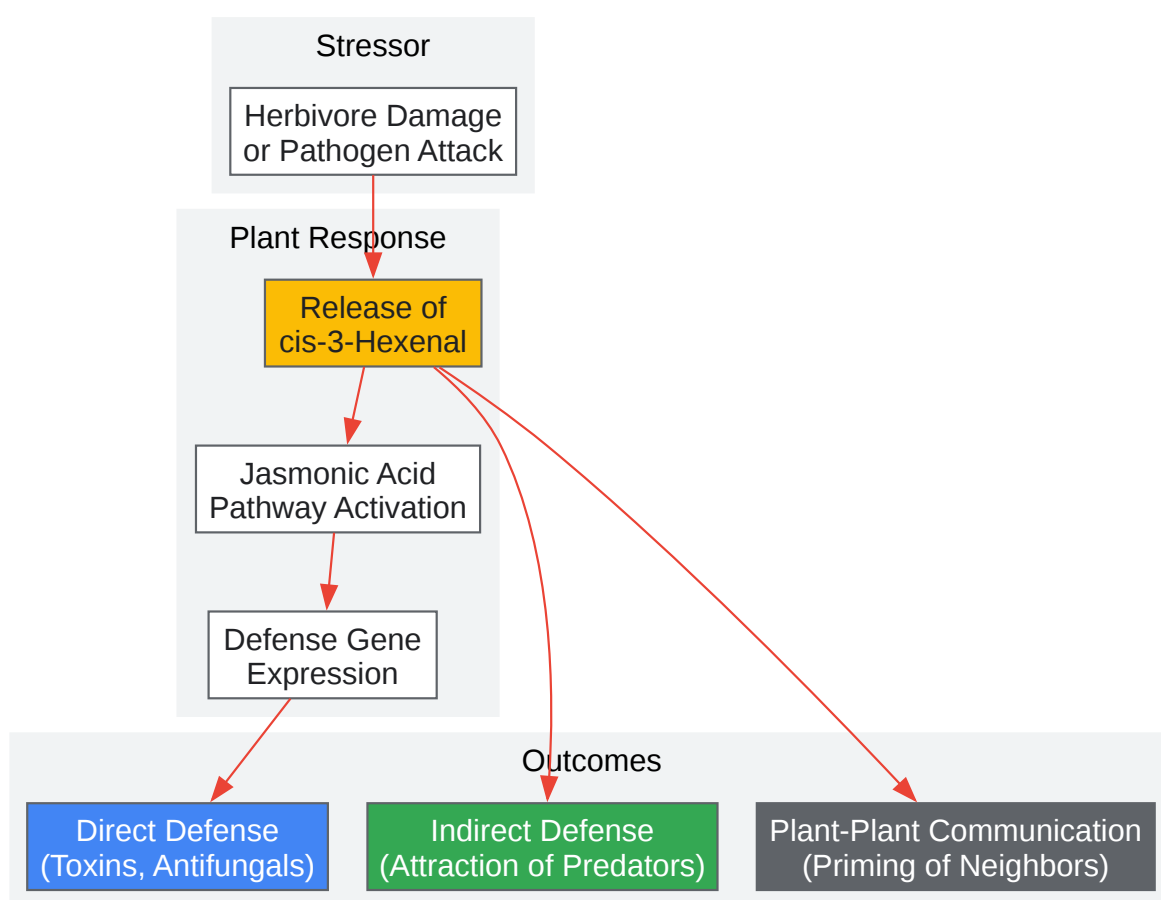 Stressor
Herbivore Damage
or Pathogen Attack
Plant Response
Release of
cis-3-Hexenal
Jasmonic Acid
Pathway Activation
Defense Gene
Expression
Outcomes
Direct Defense
(Toxins, Antifungals)
Indirect Defense
(Attraction of Predators)
Plant-Plant Communication
(Priming of Neighbors)